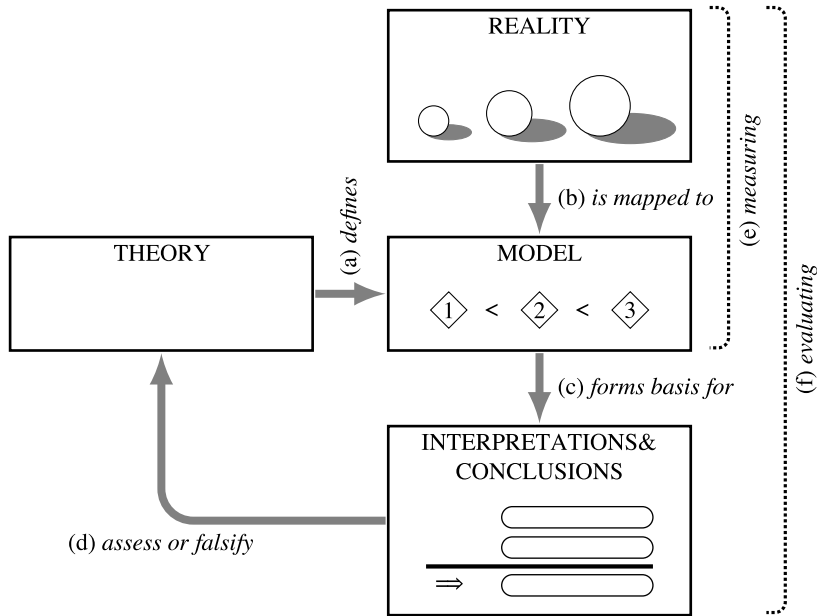 REALITY
(b) is mapped to
(e) measuring
(f) evaluating
THEORY
(a) defines
MODEL
1 < 2 < 3
(c) forms basis for
INTERPRETATIONS&
CONCLUSIONS
⇒
(d) assess or falsify